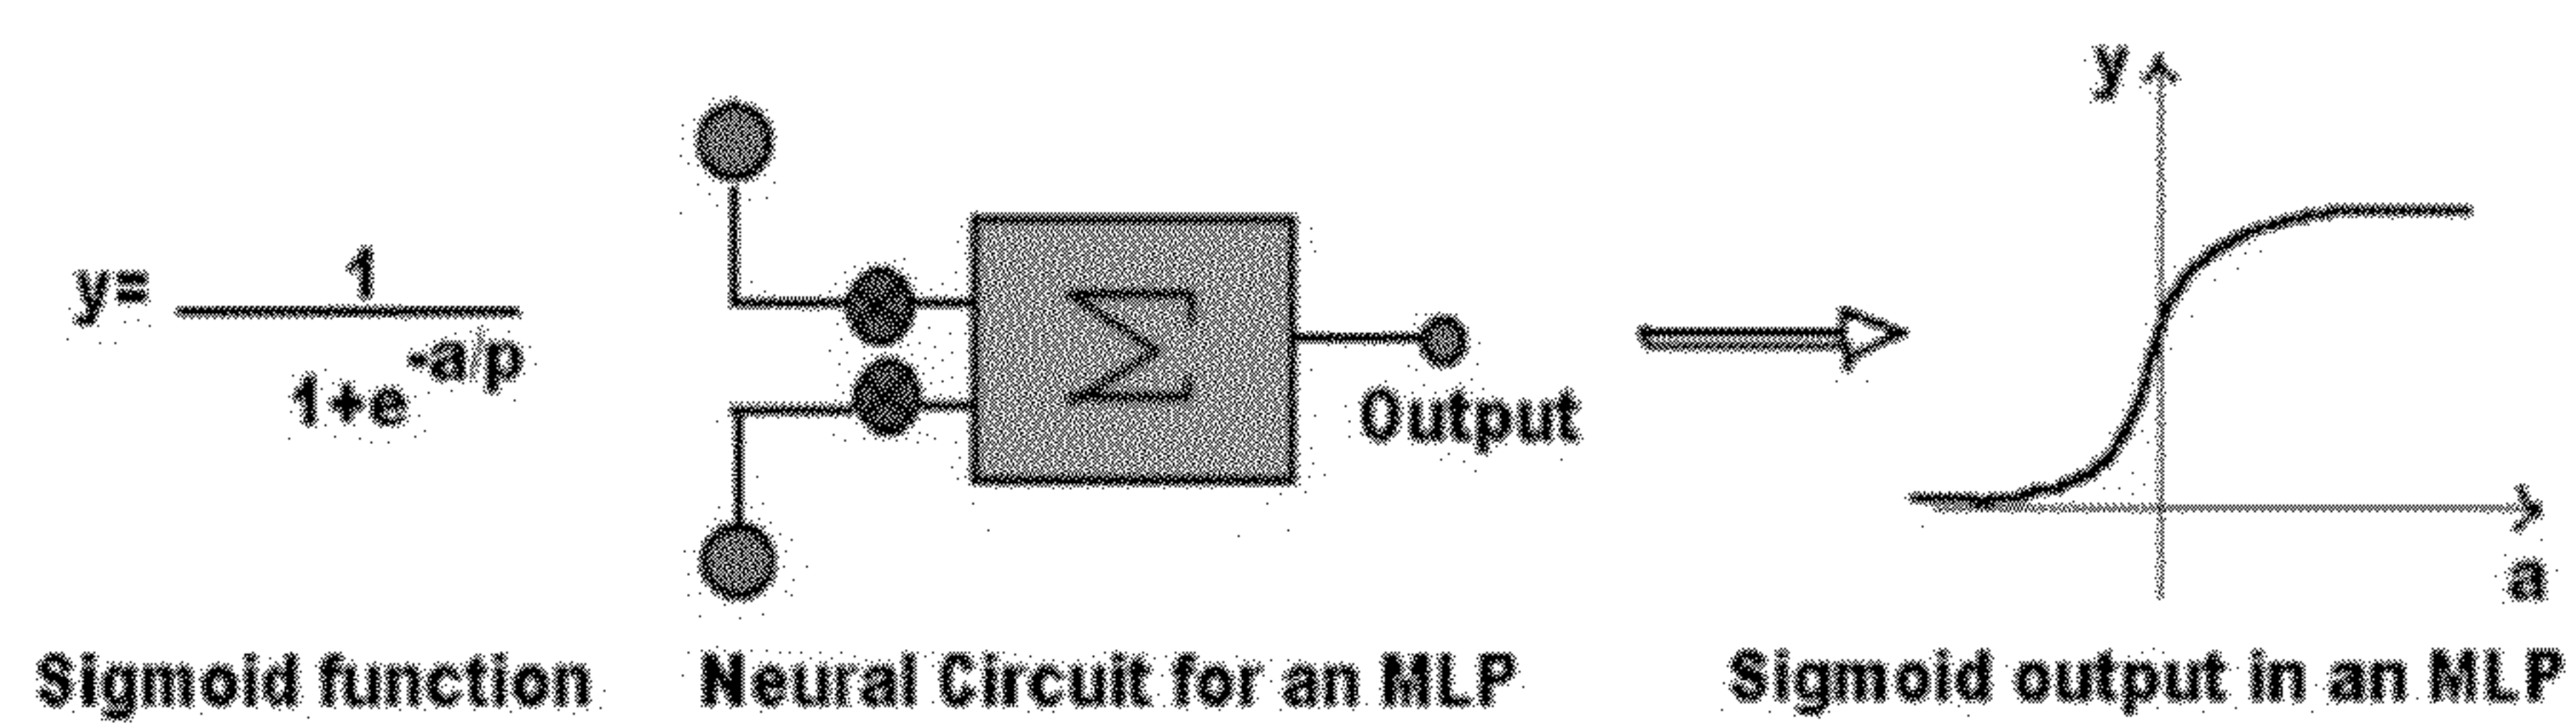 y=
1
1+e -a/p
Σ
Output
y
a
Sigmoid function
Neural Circuit for an MLP
Sigmoid output in an MLP